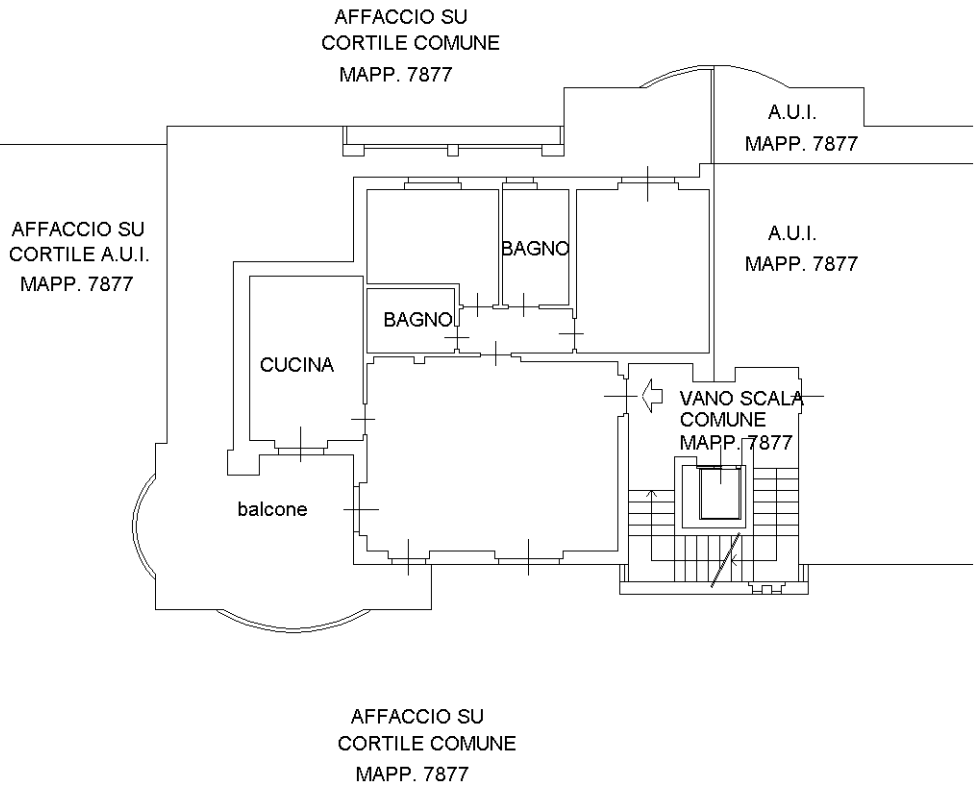 AFFACCIO SU
CORTILE COMUNE
MAPP. 7877
A.U.I.
MAPP. 7877
AFFACCIO SU
CORTILE A.U.I.
MAPP. 7877
A.U.I.
MAPP. 7877
BAGNO
BAGNO
CUCINA
VANO SCALA
COMUNE
MAPP. 7877
balcone
AFFACCIO SU
CORTILE COMUNE
MAPP. 7877